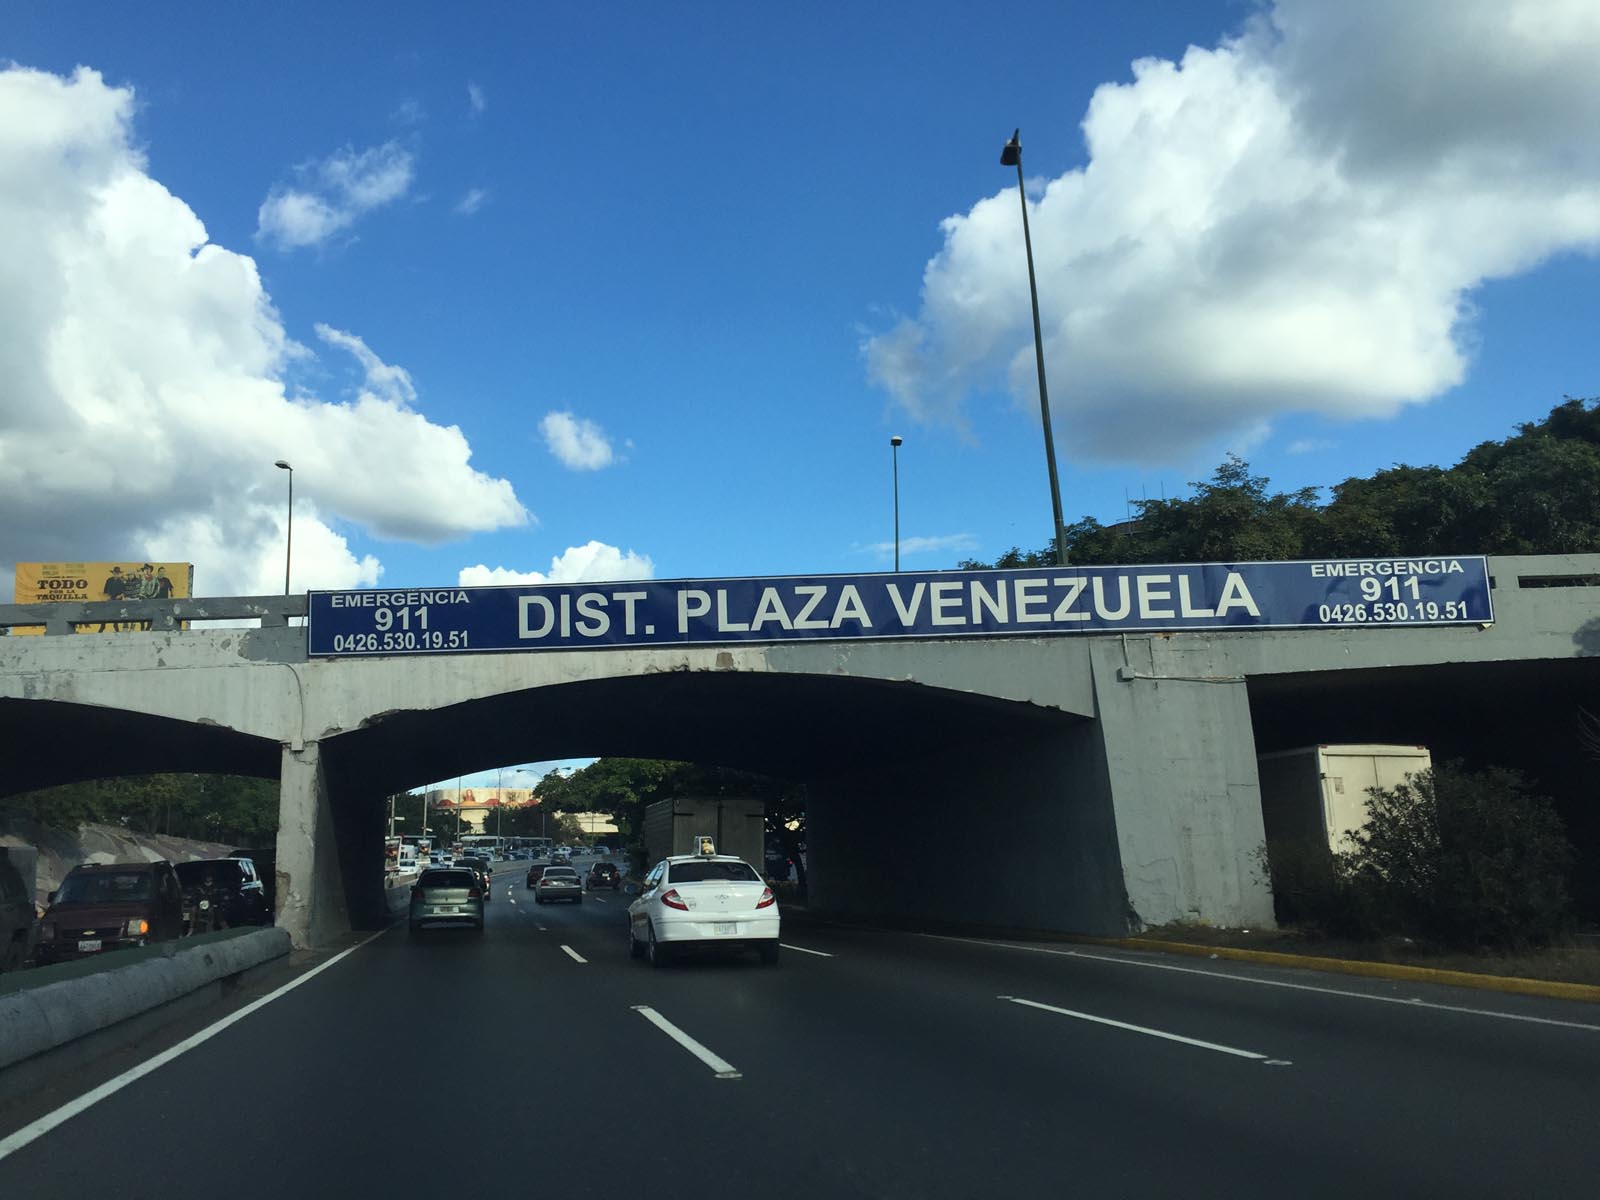 TODO
POR LA
TAQUILLA
EMERGENCIA
911
0426.530.19.51
DIST. PLAZA VENEZUELA
EMERGENCIA
911
0426.530.19.51